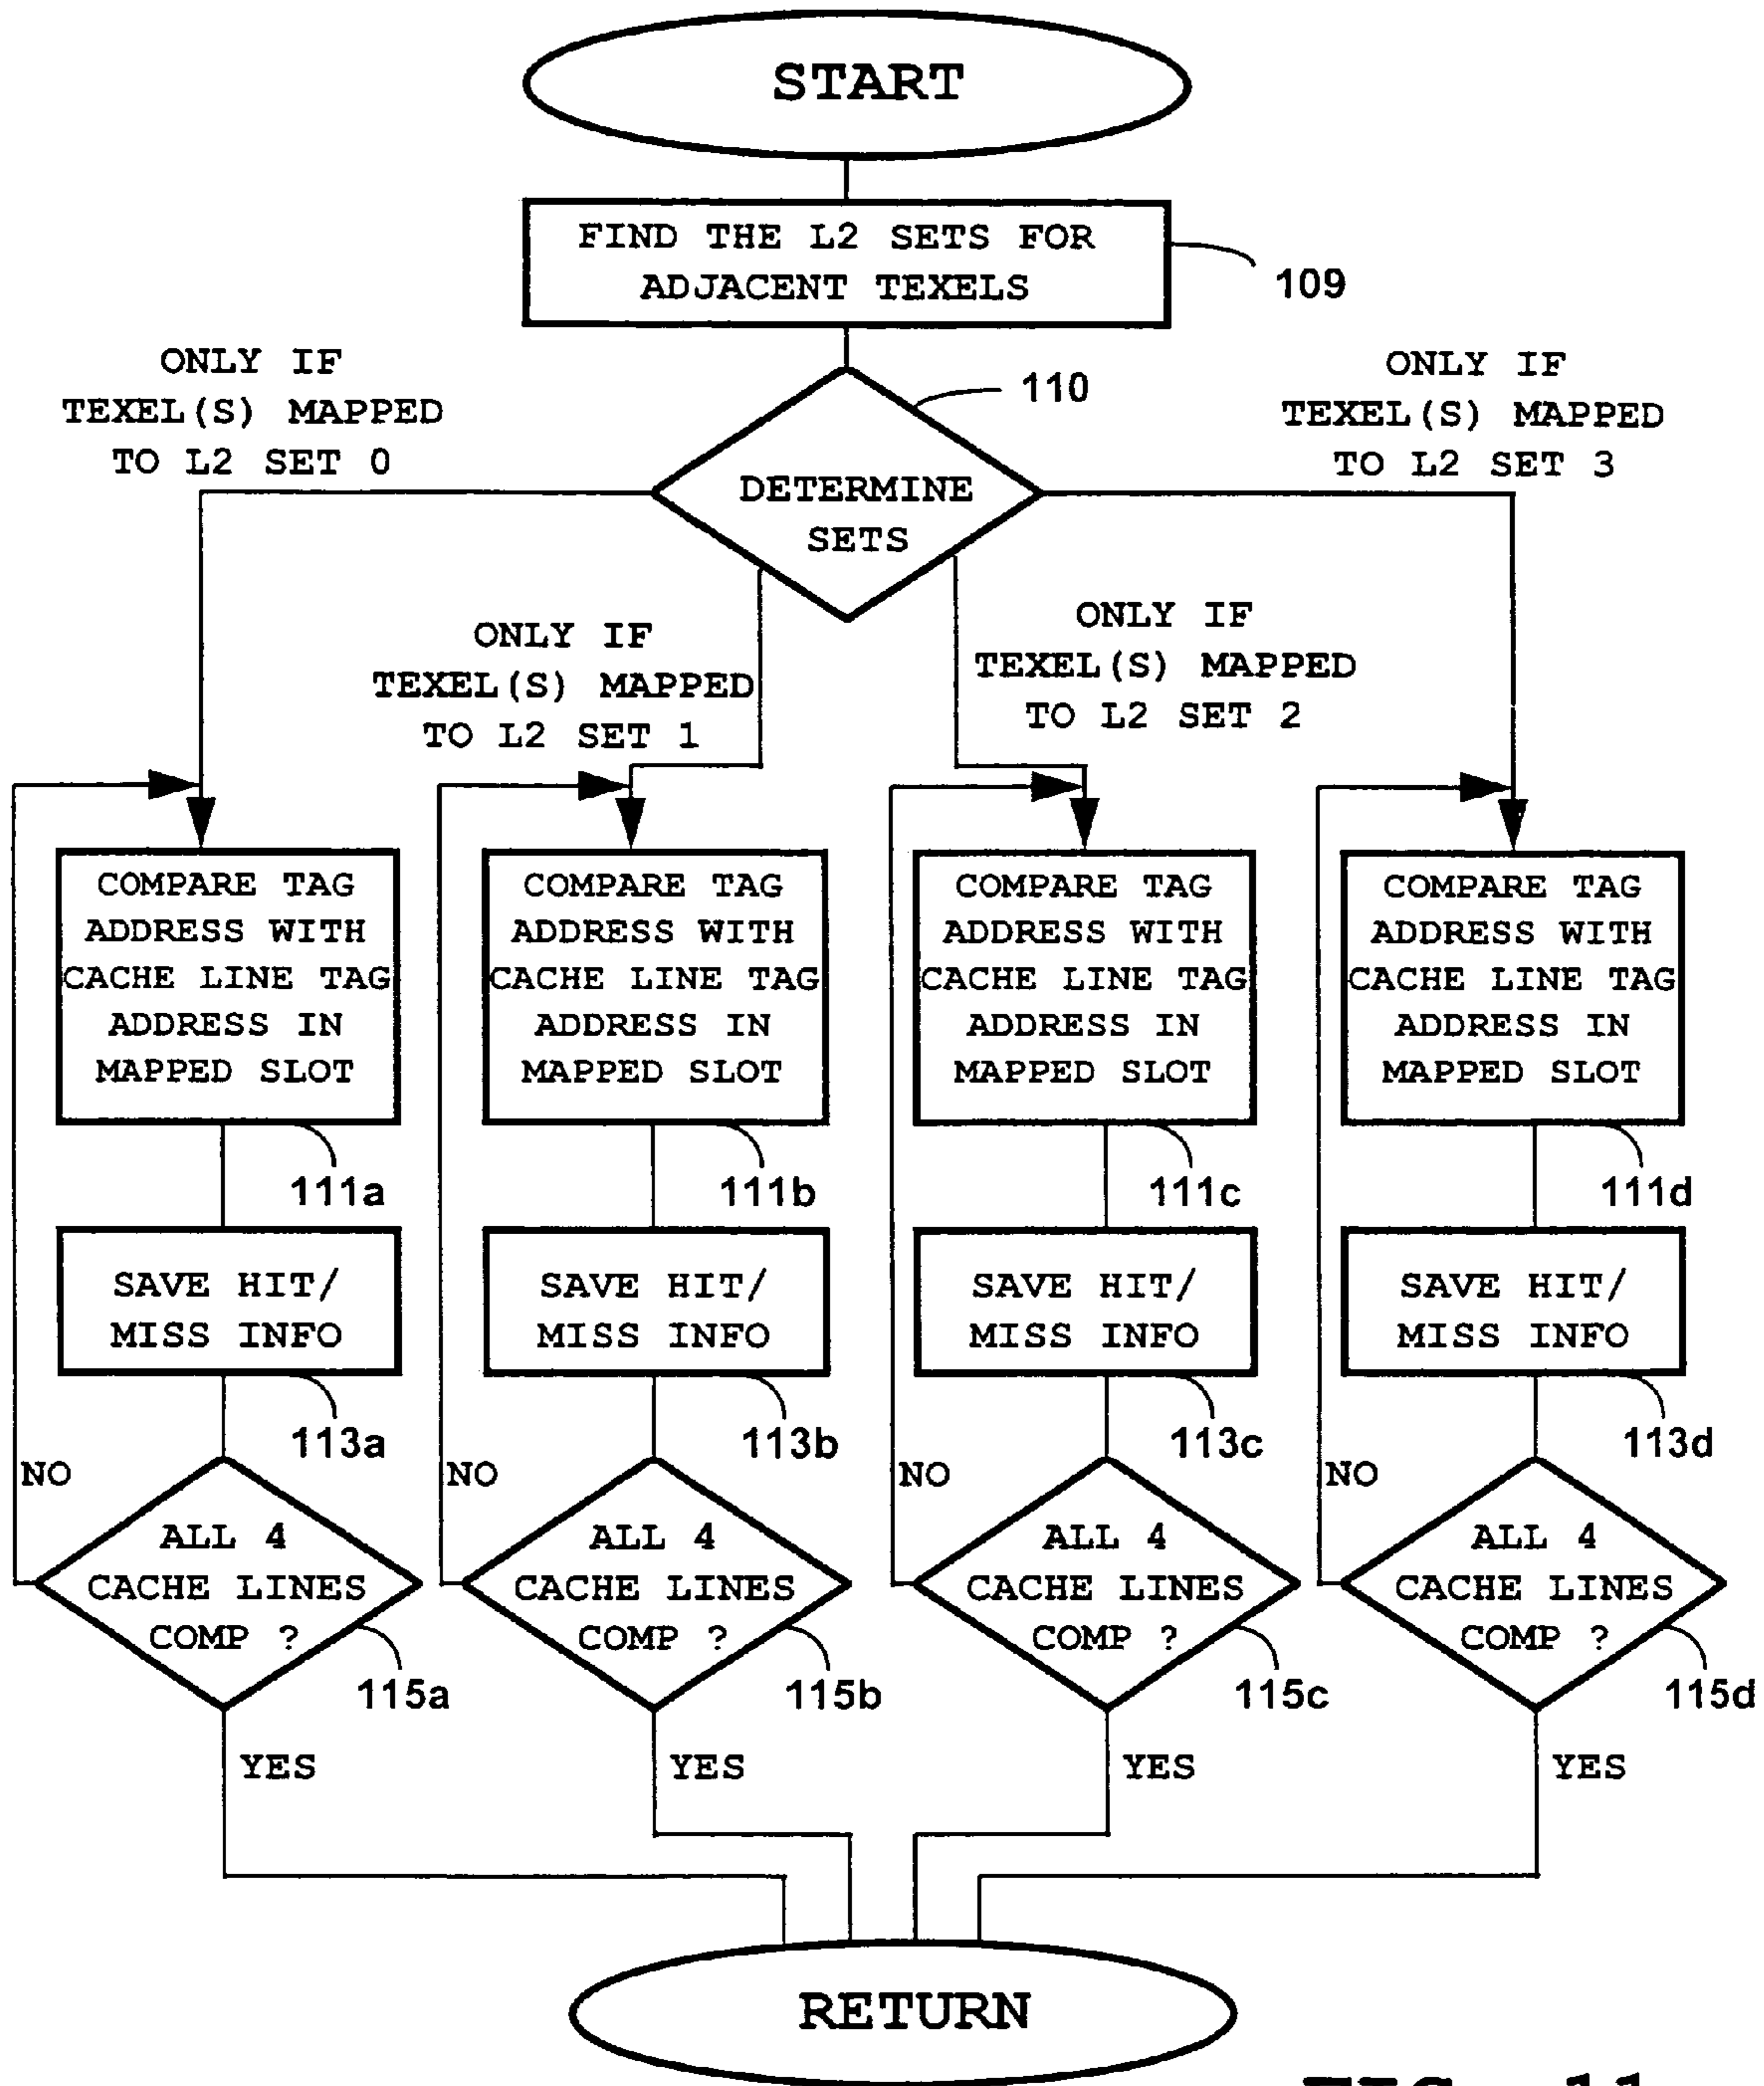 START
FIND THE L2 SETS FOR
ADJACENT TEXELS
109
110
DETERMINE
SETS
ONLY IF
TEXEL(S) MAPPED
TO L2 SET 0
ONLY IF
TEXEL(S) MAPPED
TO L2 SET 1
ONLY IF
TEXEL(S) MAPPED
TO L2 SET 2
ONLY IF
TEXEL(S) MAPPED
TO L2 SET 3
COMPARE TAG
ADDRESS WITH
CACHE LINE TAG
ADDRESS IN
MAPPED SLOT
111a
COMPARE TAG
ADDRESS WITH
CACHE LINE TAG
ADDRESS IN
MAPPED SLOT
111b
COMPARE TAG
ADDRESS WITH
CACHE LINE TAG
ADDRESS IN
MAPPED SLOT
111c
COMPARE TAG
ADDRESS WITH
CACHE LINE TAG
ADDRESS IN
MAPPED SLOT
111d
SAVE HIT/
MISS INFO
113a
SAVE HIT/
MISS INFO
113b
SAVE HIT/
MISS INFO
113c
SAVE HIT/
MISS INFO
113d
NO
ALL 4
CACHE LINES
COMP ?
115a
YES
NO
ALL 4
CACHE LINES
COMP ?
115b
YES
NO
ALL 4
CACHE LINES
COMP ?
115c
YES
NO
ALL 4
CACHE LINES
COMP ?
115d
YES
RETURN